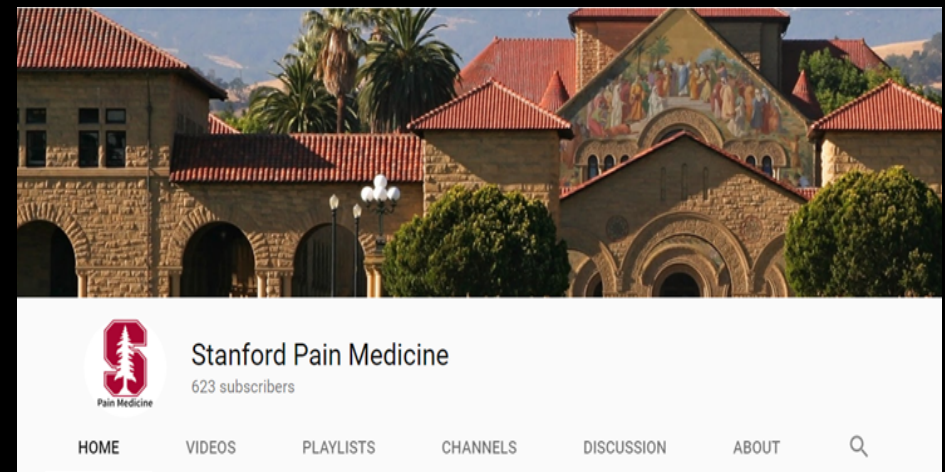 Stanford Pain Medicine
623 subscribers
S
Pain Medicine
HOME VIDEOS PLAYLISTS CHANNELS DISCUSSION ABOUT